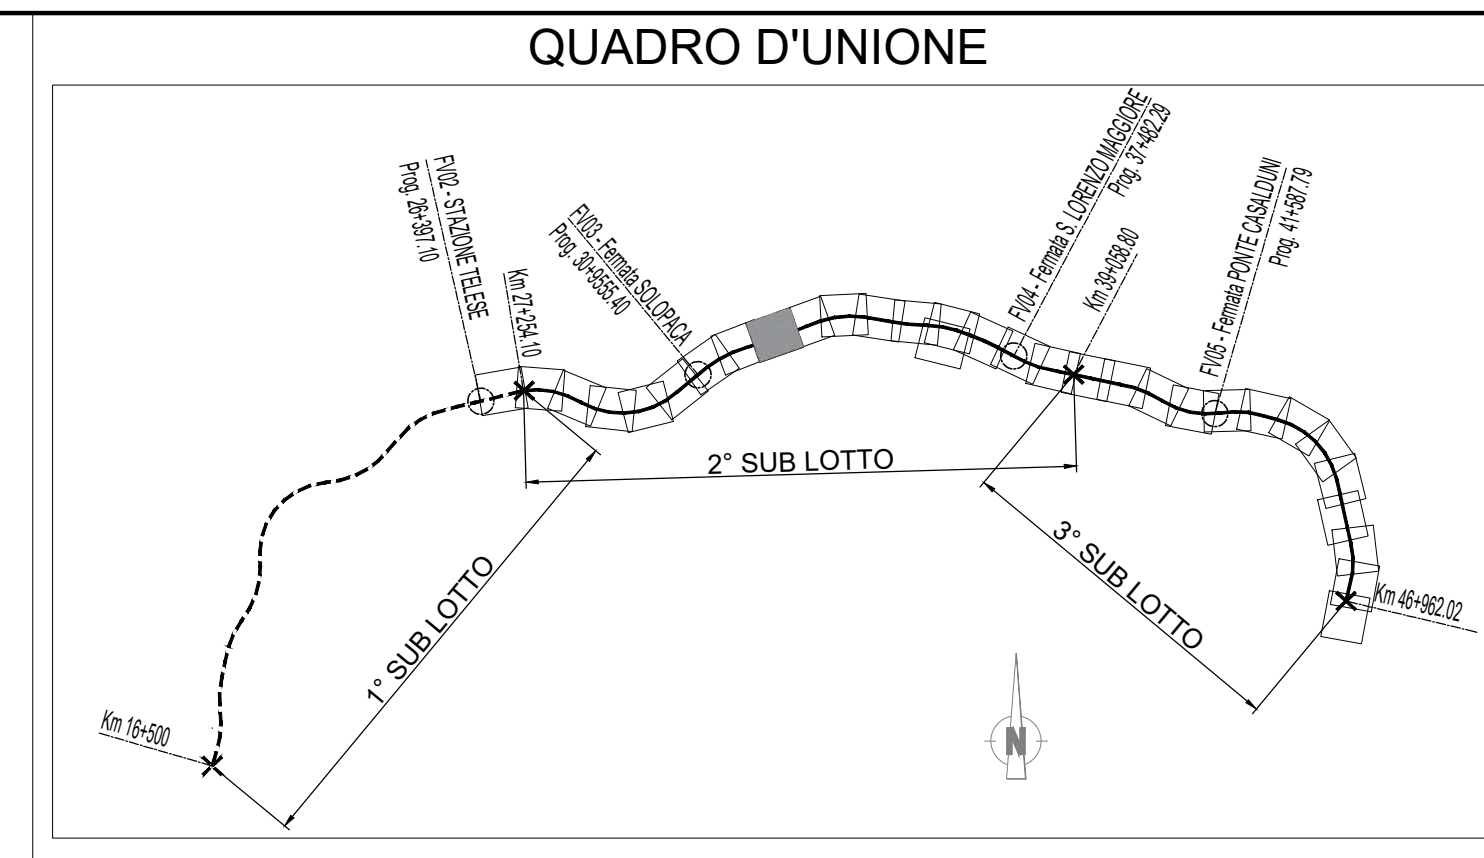 QUADRO D'UNIONE
FV02 - STAZIONE TELESE
Prog. 26+397.10
Km 27+254.10
FV03 - Fermata SOLOPACA
Prog. 30+9555.40
FV04 - Fermata S. LORENZO MAGGIORE
Prog. 37+482.29
Km 39+058.80
FV05 - Fermata PONTE CASALDUNI
Prog. 41+587.79
2° SUB LOTTO
1° SUB LOTTO
3° SUB LOTTO
Km 46+962.02
Km 16+500
N